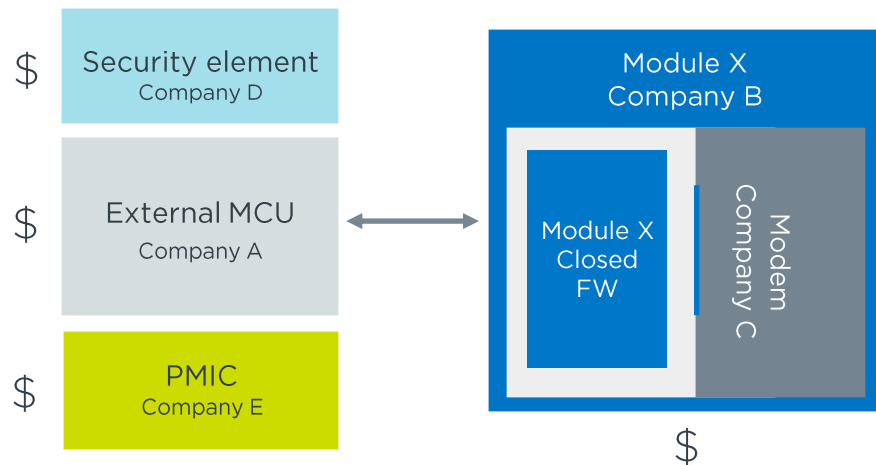 $
Security element
Company D
$
External MCU
Company A
$
PMIC
Company E
Module X
Company B
Module X
Closed
FW
Modem
Company C
$